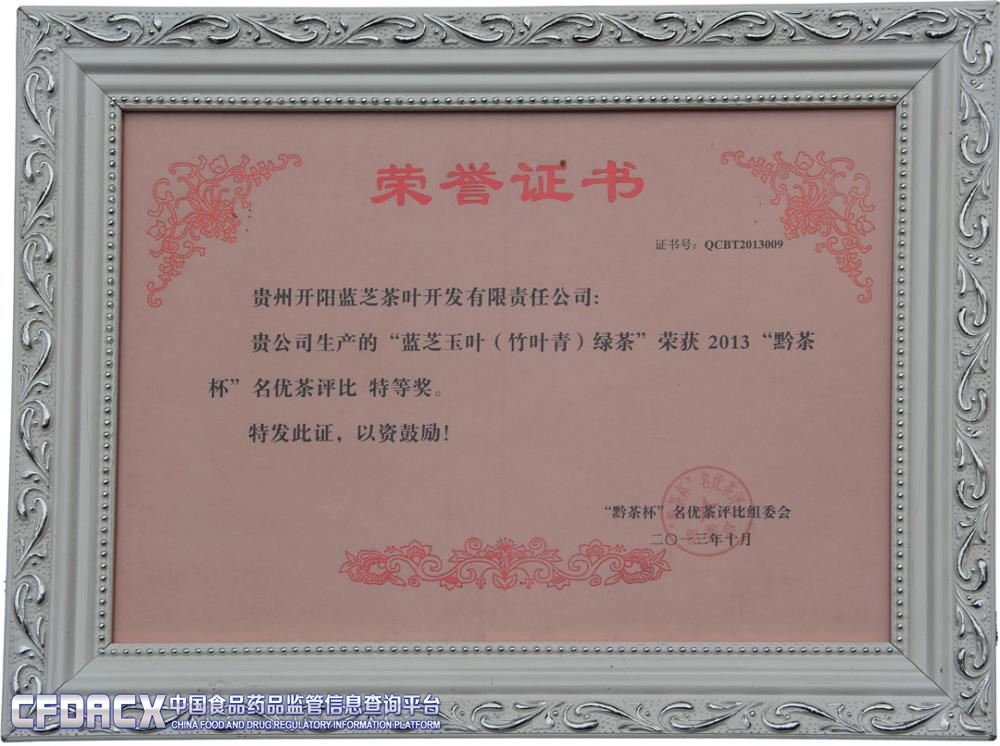 荣誉证书
证书号：QCBT2013009
贵州开阳蓝芝茶叶开发有限责任公司：
贵公司生产的“蓝芝玉叶（竹叶青）绿茶”荣获 2013“黔茶
杯”名优茶评比 特等奖。
特发此证，以资鼓励！
“黔茶杯”名优茶评比组委会
二〇一三年十月
CFDACX 中国食品药品监管信息查询平台
CHINA FOOD AND DRUG REGULATORY INFORMATION PLATFORM